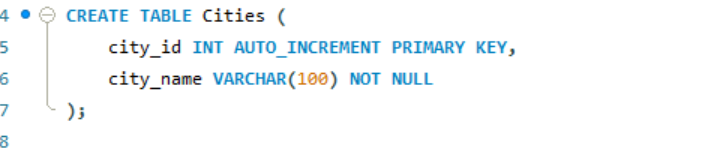 4 CREATE TABLE Cities (
5 city_id INT AUTO_INCREMENT PRIMARY KEY,
6 city_name VARCHAR(100) NOT NULL
7 );
8